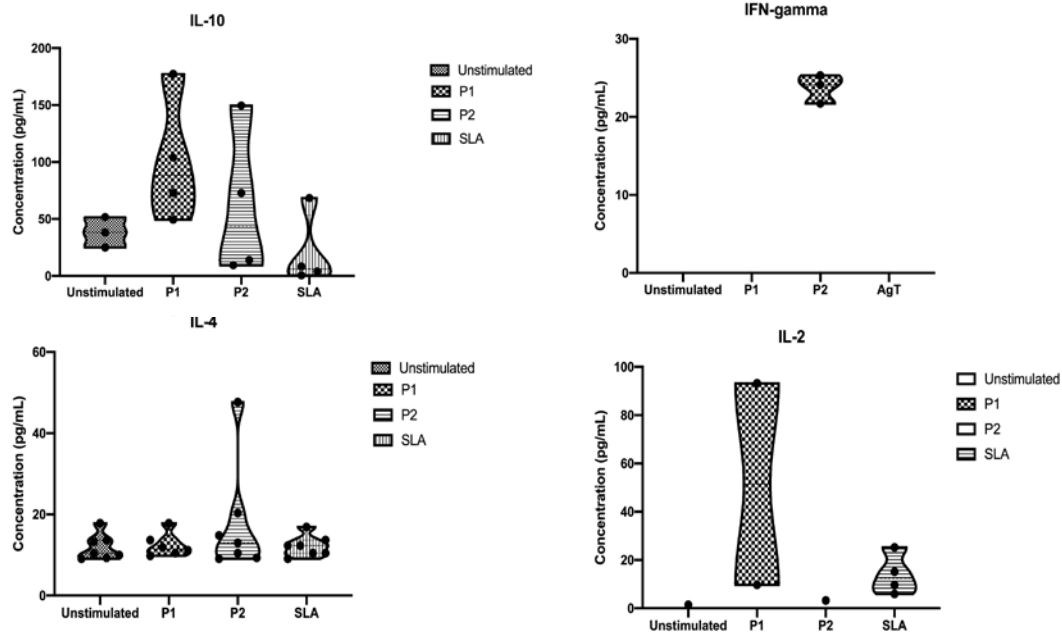 IL-10
Concentration (pg/mL)
200
150
100
50
0
Unstimulated P1 P2 SLA
Unstimulated
P1
P2
SLA
IFN-gamma
Concentration (pg/mL)
30
20
10
0
Unstimulated P1 P2 AgT
IL-4
Concentration (pg/mL)
60
40
20
0
Unstimulated P1 P2 SLA
Unstimulated
P1
P2
SLA
IL-2
Concentration (pg/mL)
100
80
60
40
20
0
Unstimulated P1 P2 SLA
Unstimulated
P1
P2
SLA